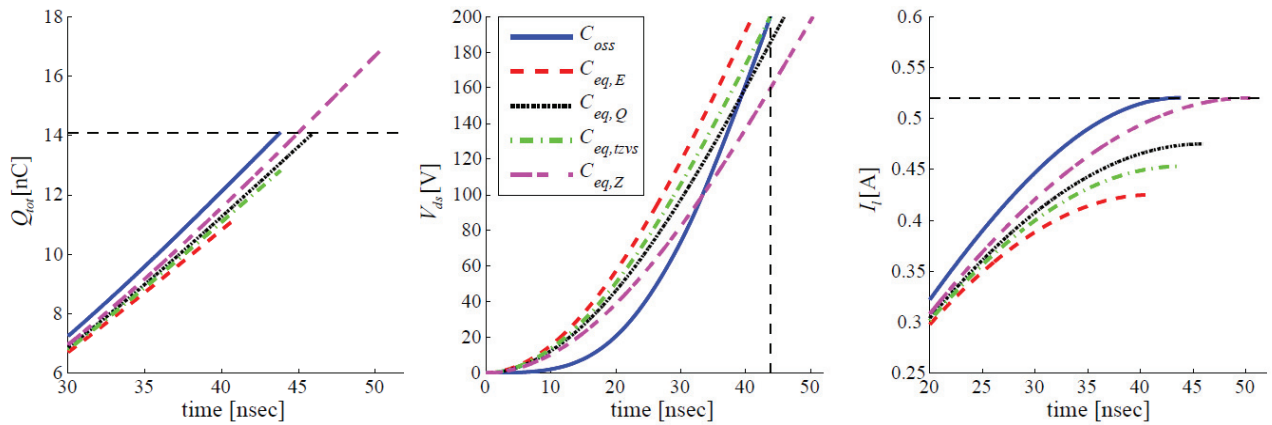 18
16
14
12
10
8
6
Q_tot [nC]
30 35 40 45 50
time [nsec]
200
180
160
140
120
100
80
60
40
20
0
V_ds [V]
C_oss
C_eq,E
C_eq,Q
C_eq,tzvs
C_eq,Z
0 10 20 30 40 50
time [nsec]
0.6
0.55
0.5
0.45
0.4
0.35
0.3
0.25
I_l [A]
20 25 30 35 40 45 50
time [nsec]